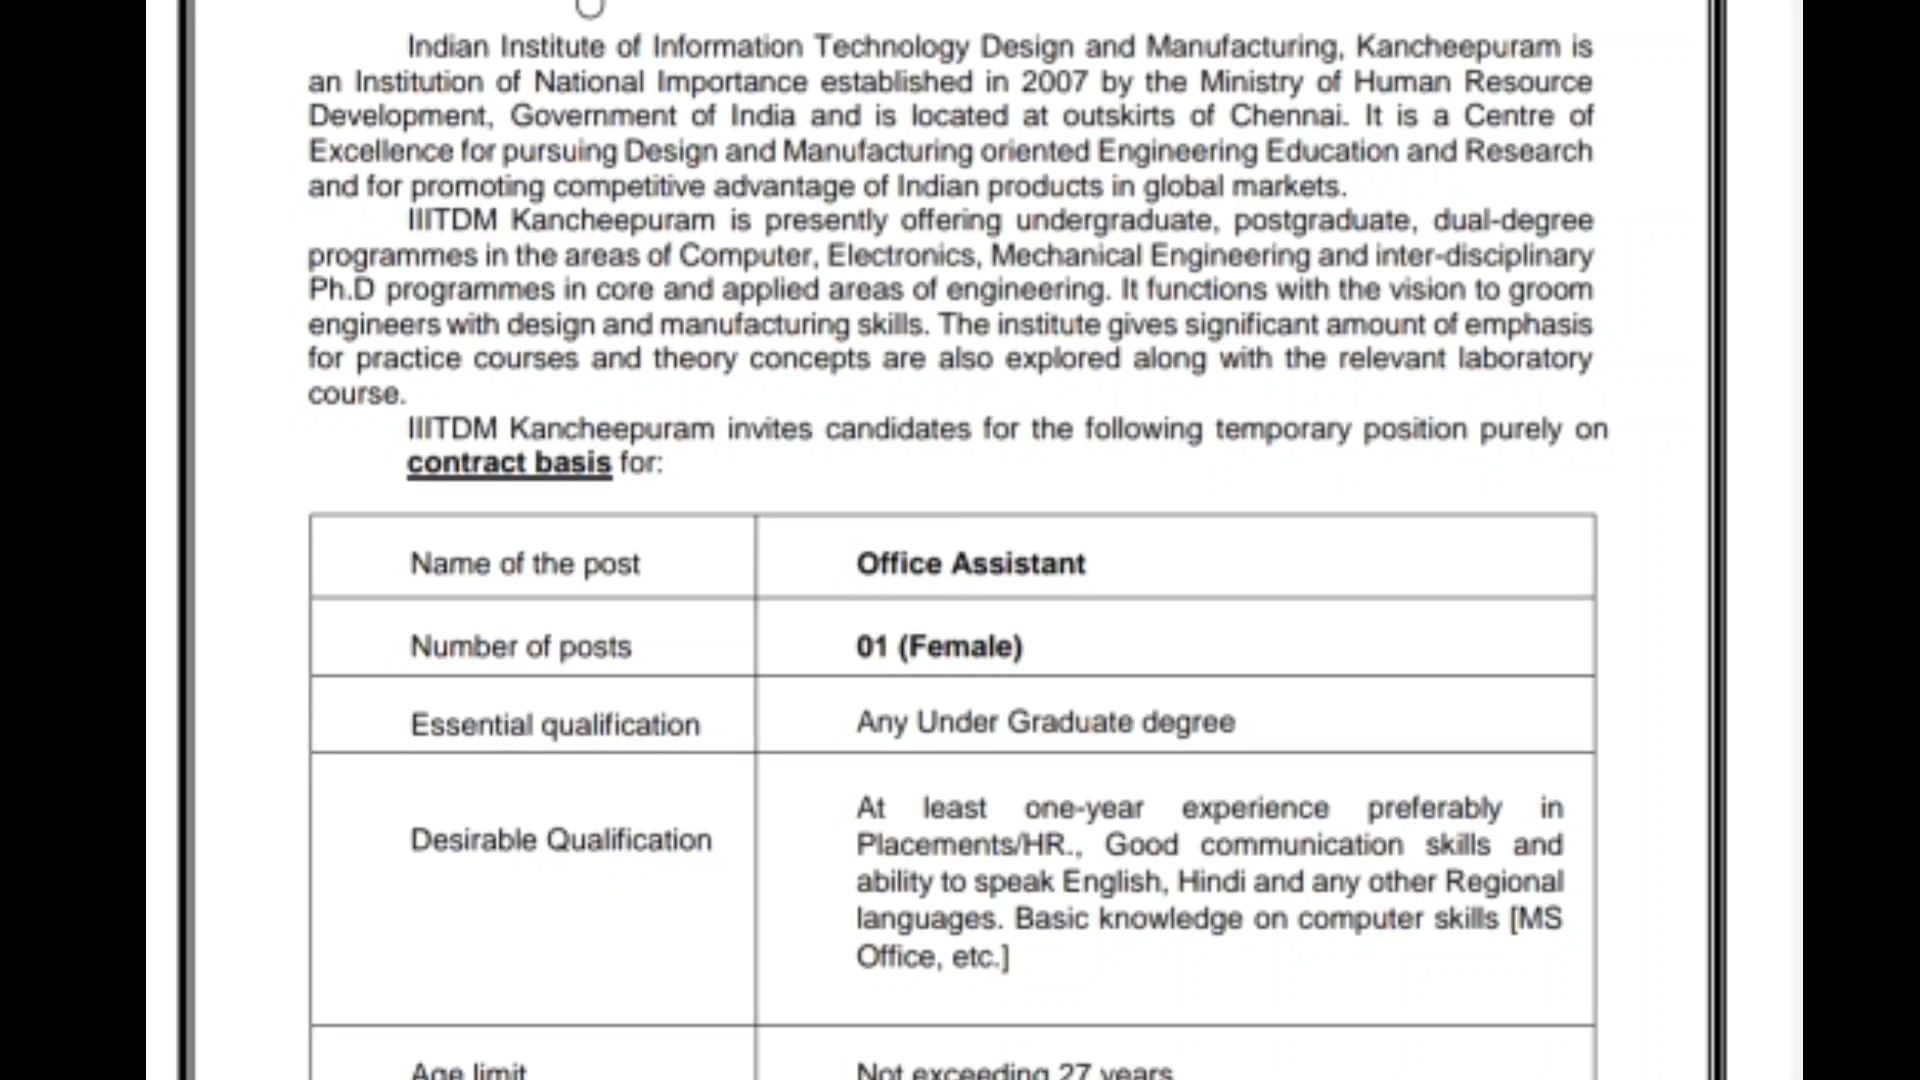 Indian Institute of Information Technology Design and Manufacturing, Kancheepuram is
an Institution of National Importance established in 2007 by the Ministry of Human Resource
Development, Government of India and is located at outskirts of Chennai. It is a Centre of
Excellence for pursuing Design and Manufacturing oriented Engineering Education and Research
and for promoting competitive advantage of Indian products in global markets.
IIITDM Kancheepuram is presently offering undergraduate, postgraduate, dual-degree
programmes in the areas of Computer, Electronics, Mechanical Engineering and inter-disciplinary
Ph.D programmes in core and applied areas of engineering. It functions with the vision to groom
engineers with design and manufacturing skills. The institute gives significant amount of emphasis
for practice courses and theory concepts are also explored along with the relevant laboratory
course.
IIITDM Kancheepuram invites candidates for the following temporary position purely on
contract basis for:
Name of the post
Office Assistant
Number of posts
01 (Female)
Essential qualification
Any Under Graduate degree
Desirable Qualification
At least one-year experience preferably in
Placements/HR., Good communication skills and
ability to speak English, Hindi and any other Regional
languages. Basic knowledge on computer skills [MS
Office, etc.]
Age limit
Not exceeding 27 years